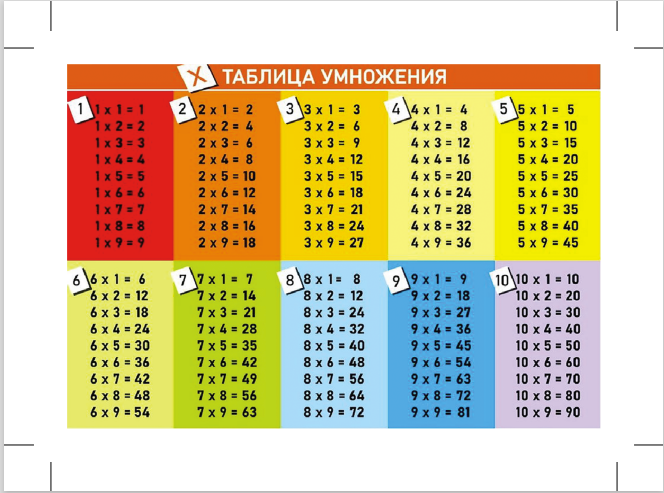 X ТАБЛИЦА УМНОЖЕНИЯ
1
1 x 1 = 1
1 x 2 = 2
1 x 3 = 3
1 x 4 = 4
1 x 5 = 5
1 x 6 = 6
1 x 7 = 7
1 x 8 = 8
1 x 9 = 9
2
2 x 1 = 2
2 x 2 = 4
2 x 3 = 6
2 x 4 = 8
2 x 5 = 10
2 x 6 = 12
2 x 7 = 14
2 x 8 = 16
2 x 9 = 18
3
3 x 1 = 3
3 x 2 = 6
3 x 3 = 9
3 x 4 = 12
3 x 5 = 15
3 x 6 = 18
3 x 7 = 21
3 x 8 = 24
3 x 9 = 27
4
4 x 1 = 4
4 x 2 = 8
4 x 3 = 12
4 x 4 = 16
4 x 5 = 20
4 x 6 = 24
4 x 7 = 28
4 x 8 = 32
4 x 9 = 36
5
5 x 1 = 5
5 x 2 = 10
5 x 3 = 15
5 x 4 = 20
5 x 5 = 25
5 x 6 = 30
5 x 7 = 35
5 x 8 = 40
5 x 9 = 45
6
6 x 1 = 6
6 x 2 = 12
6 x 3 = 18
6 x 4 = 24
6 x 5 = 30
6 x 6 = 36
6 x 7 = 42
6 x 8 = 48
6 x 9 = 54
7
7 x 1 = 7
7 x 2 = 14
7 x 3 = 21
7 x 4 = 28
7 x 5 = 35
7 x 6 = 42
7 x 7 = 49
7 x 8 = 56
7 x 9 = 63
8
8 x 1= 8
8 x 2 = 12
8 x 3 = 24
8 x 4 = 32
8 x 5 = 40
8 x 6 = 48
8 x 7 = 56
8 x 8 = 64
8 x 9 = 72
9
9 x 1 = 9
9 x 2 = 18
9 x 3 = 27
9 x 4 = 36
9 x 5 = 45
9 x 6 = 54
9 x 7 = 63
9 x 8 = 72
9 x 9 = 81
10
10 x 1 = 10
10 x 2 = 20
10 x 3 = 30
10 x 4 = 40
10 x 5 = 50
10 x 6 = 60
10 x 7 = 70
10 x 8 = 80
10 x 9 = 90